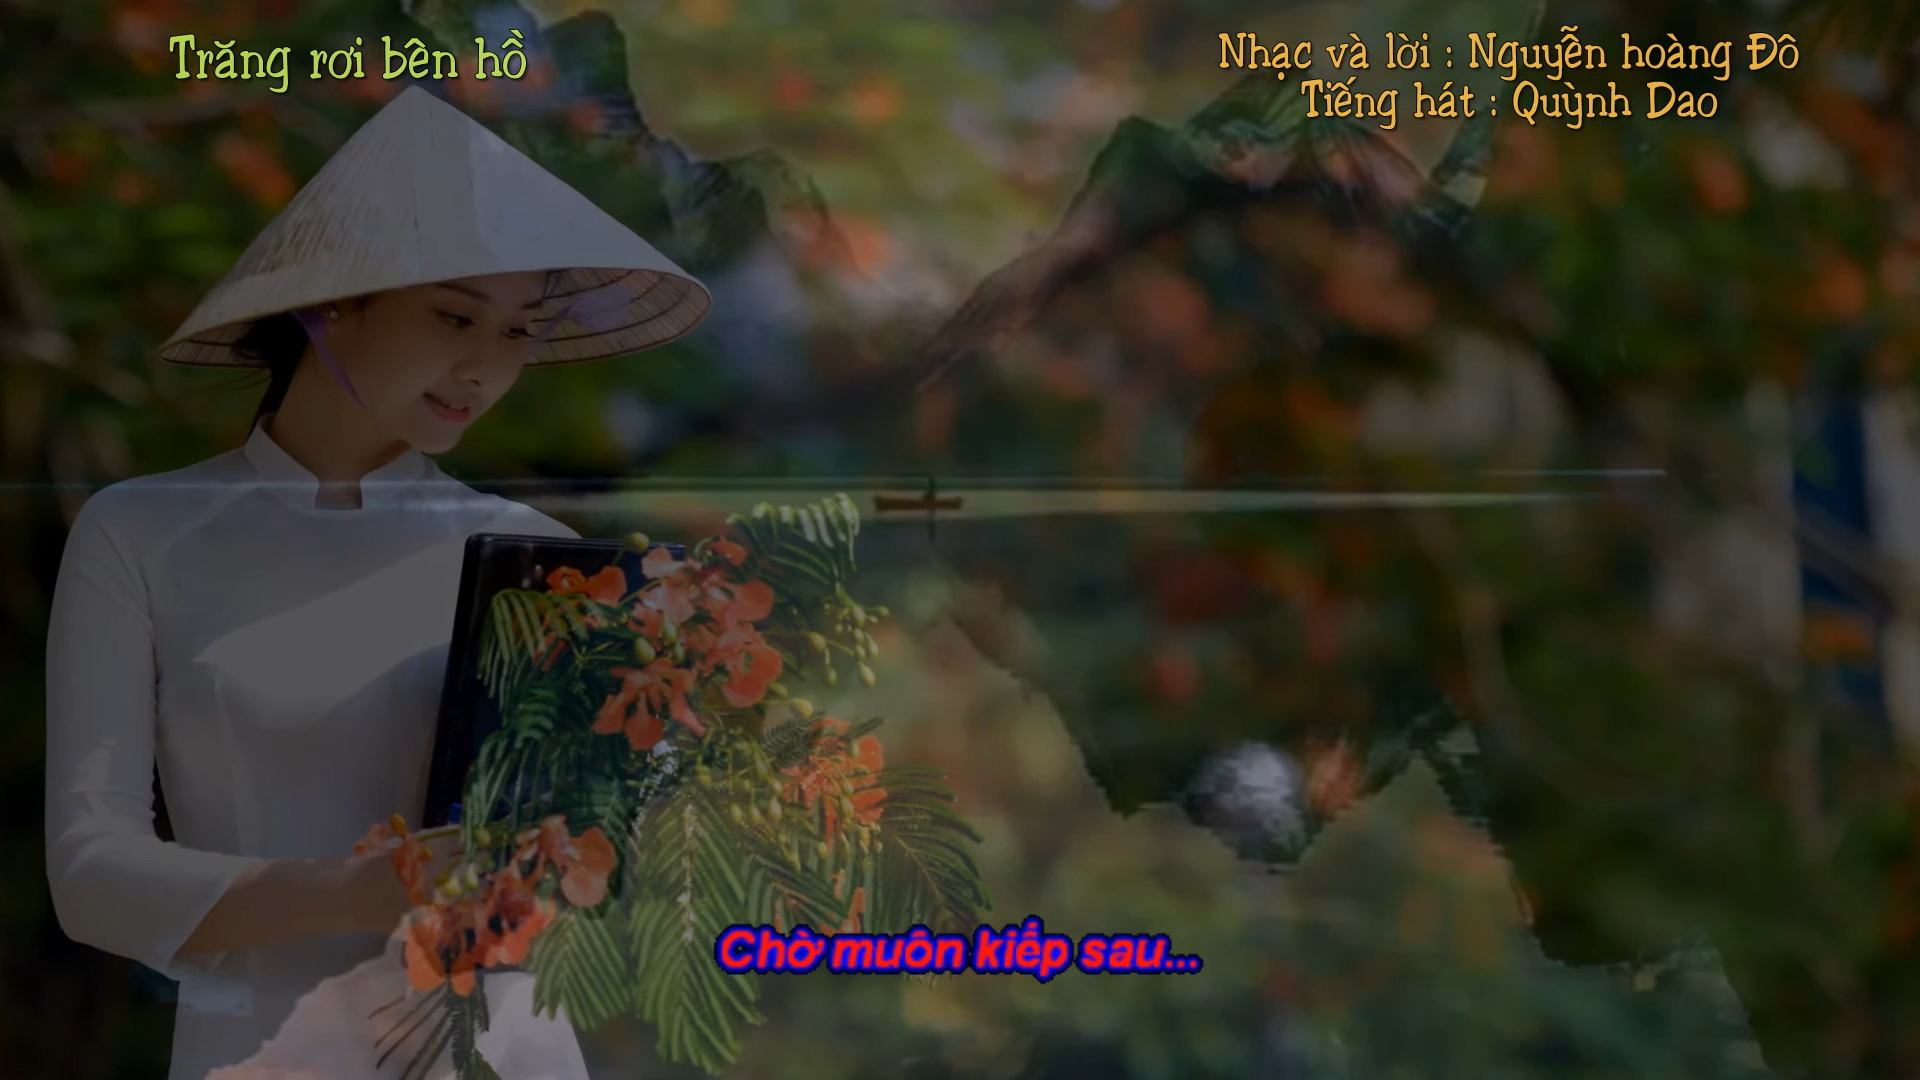 Trăng rơi bên hồ
Nhạc và lời : Nguyễn hoàng Đô
Tiếng hát : Quỳnh Dao
Chờ muôn kiếp sau...